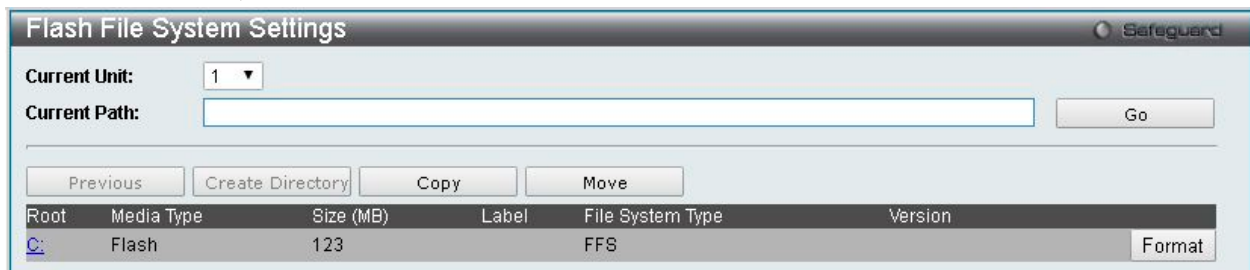 Flash File System Settings Safeguard
Current Unit: 1
Current Path: Go
Previous Create Directory Copy Move
Root Media Type Size (MB) Label File System Type Version
C: Flash 123 FFS Format